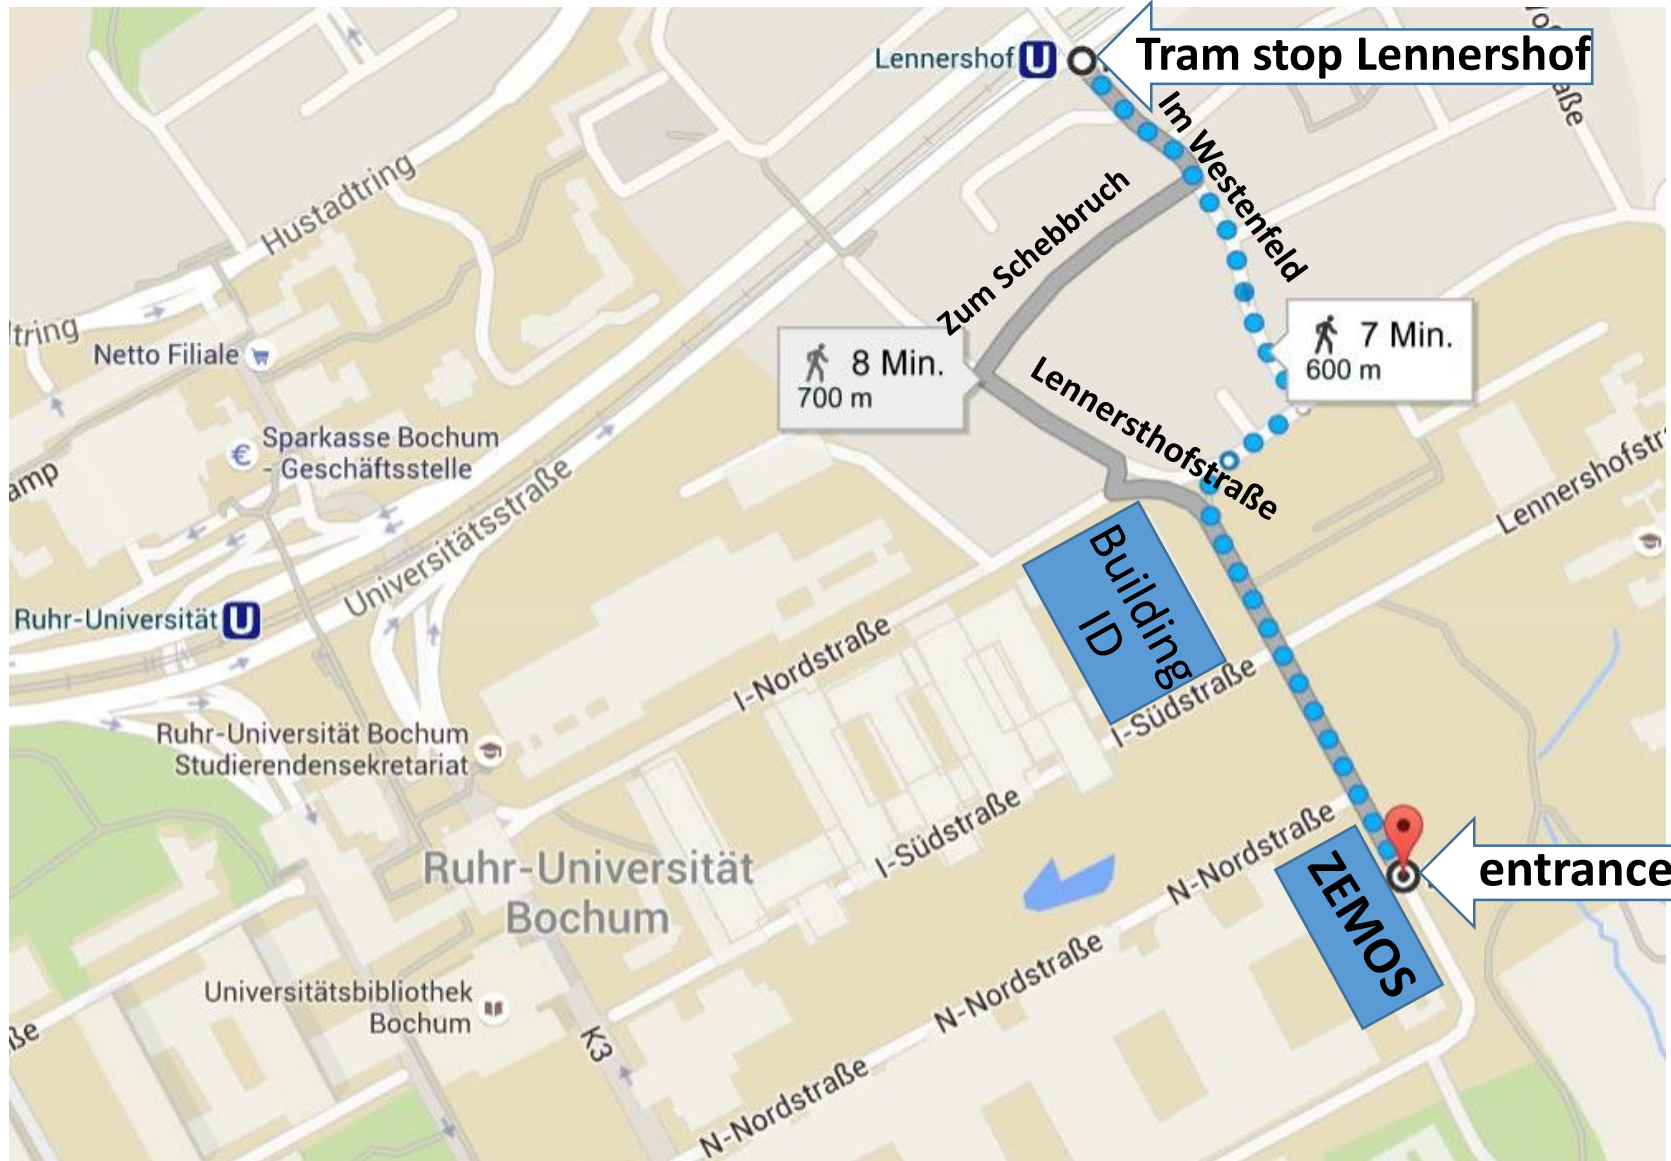 Lennershof
Tram stop Lennershof
aße
Im Westenfeld
Hustadtring
Zum Schebbruch
tring
Netto Filiale
8 Min.
700 m
7 Min.
600 m
Lennersthofstraße
Sparkasse Bochum
- Geschäftsstelle
amp
Lennershofstr
Universitätsstraße
Building
ID
Ruhr-Universität
I-Nordstraße
I-Südstraße
Ruhr-Universität Bochum
Studierendensekretariat
I-Südstraße
N-Nordstraße
Ruhr-Universität
Bochum
entrance
ZEMOS
N-Nordstraße
Universitätsbibliothek
Bochum
ße
K3
N-Nordstraße